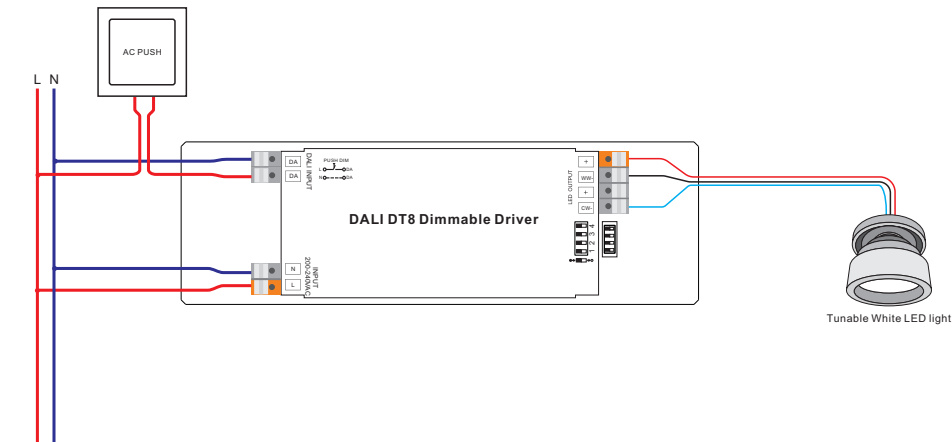 AC PUSH
L N
DA
DA
DALI INPUT
PUSH DIM
L DA
N DA
DALI DT8 Dimmable Driver
+
WW-
+
CW-
LED OUTPUT
1 2 3 4
N
L
INPUT
200-240VAC
Tunable White LED light